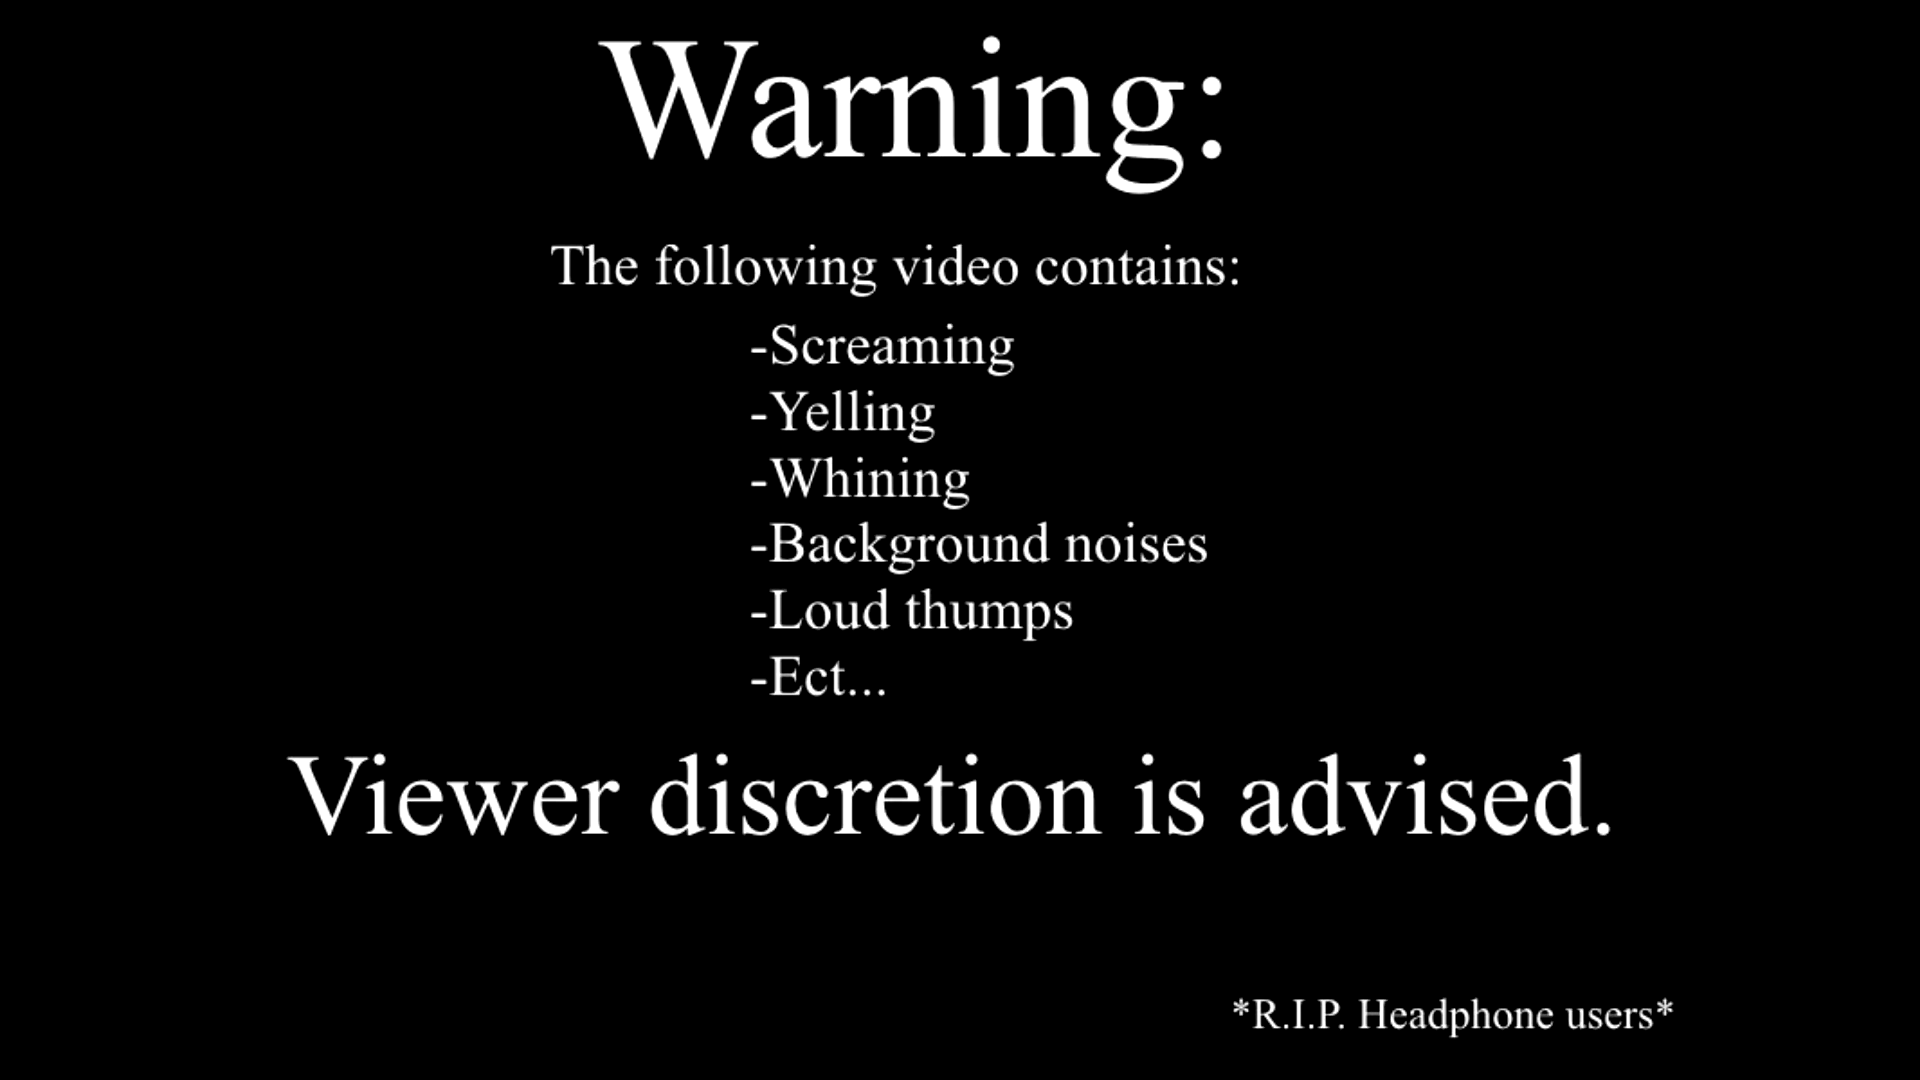 Warning:
The following video contains:
-Screaming
-Yelling
-Whining
-Background noises
-Loud thumps
-Ect...
Viewer discretion is advised.
*R.I.P. Headphone users*